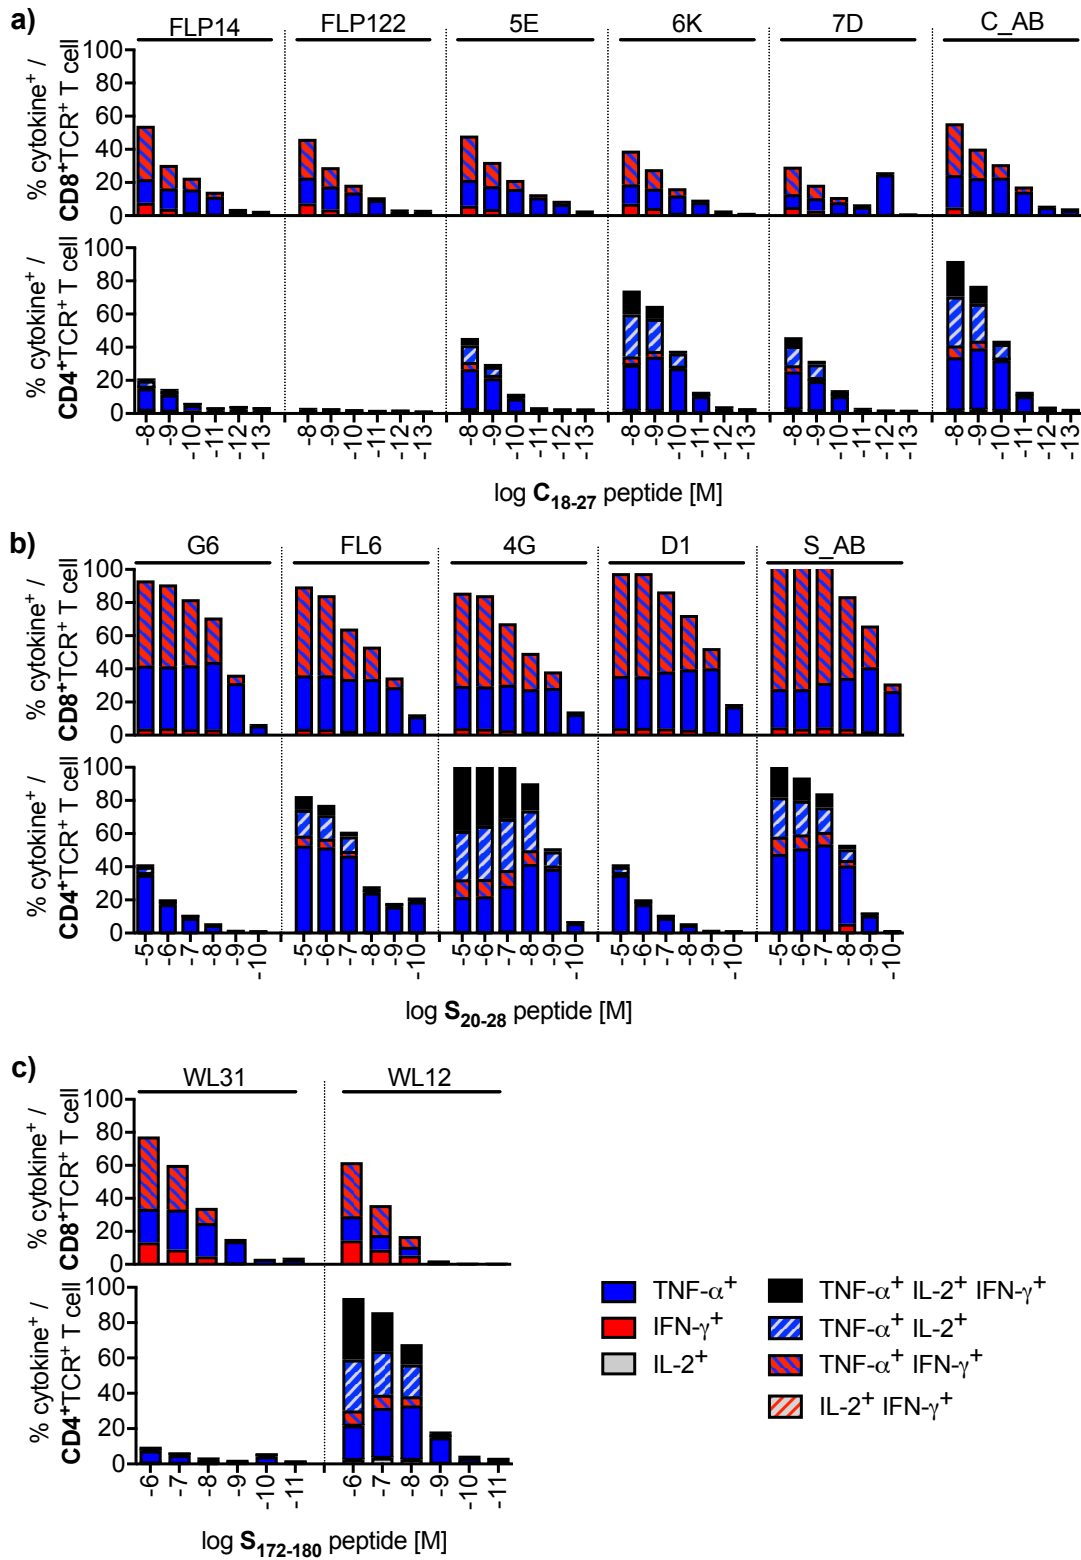 a)
FLP14 FLP122 5E 6K 7D C_AB
% cytokine⁺ /
CD8⁺TCR⁺ T cell
100
80
60
40
20
0
% cytokine⁺ /
CD4⁺TCR⁺ T cell
100
80
60
40
20
0
-8 -9 -10 -11 -12 -13 -8 -9 -10 -11 -12 -13 -8 -9 -10 -11 -12 -13 -8 -9 -10 -11 -12 -13 -8 -9 -10 -11 -12 -13 -8 -9 -10 -11 -12 -13
log C₁₈₋₂₇ peptide [M]
b)
G6 FL6 4G D1 S_AB
% cytokine⁺ /
CD8⁺TCR⁺ T cell
100
80
60
40
20
0
% cytokine⁺ /
CD4⁺TCR⁺ T cell
100
80
60
40
20
0
-5 -6 -7 -8 -9 -10 -5 -6 -7 -8 -9 -10 -5 -6 -7 -8 -9 -10 -5 -6 -7 -8 -9 -10 -5 -6 -7 -8 -9 -10
log S₂₀₋₂₈ peptide [M]
c)
WL31 WL12
% cytokine⁺ /
CD8⁺TCR⁺ T cell
100
80
60
40
20
0
% cytokine⁺ /
CD4⁺TCR⁺ T cell
100
80
60
40
20
0
-6 -7 -8 -9 -10 -11 -6 -7 -8 -9 -10 -11
log S₁₇₂₋₁₈₀ peptide [M]
TNF-α⁺
IFN-γ⁺
IL-2⁺
TNF-α⁺ IL-2⁺ IFN-γ⁺
TNF-α⁺ IL-2⁺
TNF-α⁺ IFN-γ⁺
IL-2⁺ IFN-γ⁺